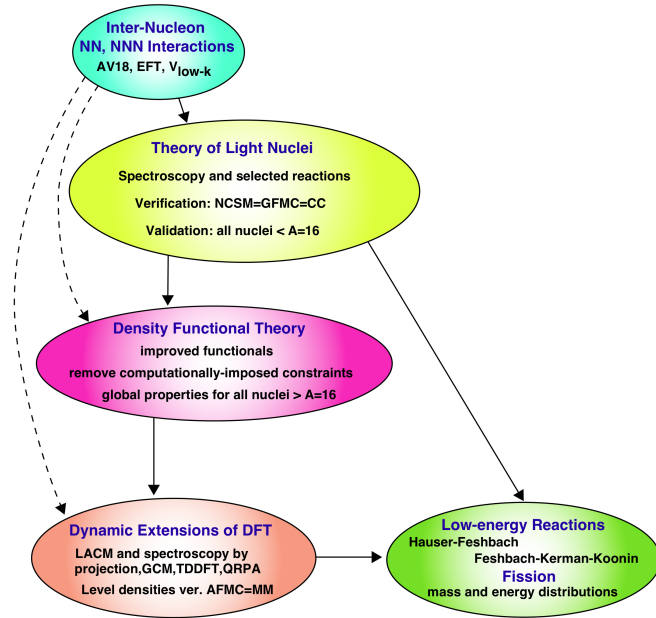 Inter-Nucleon
NN, NNN Interactions
AV18, EFT, Vlow-k
Theory of Light Nuclei
Spectroscopy and selected reactions
Verification: NCSM=GFMC=CC
Validation: all nuclei < A=16
Density Functional Theory
improved functionals
remove computationally-imposed constraints
global properties for all nuclei > A=16
Dynamic Extensions of DFT
LACM and spectroscopy by
projection,GCM,TDDFT,QRPA
Level densities ver. AFMC=MM
Low-energy Reactions
Hauser-Feshbach
Feshbach-Kerman-Koonin
Fission
mass and energy distributions